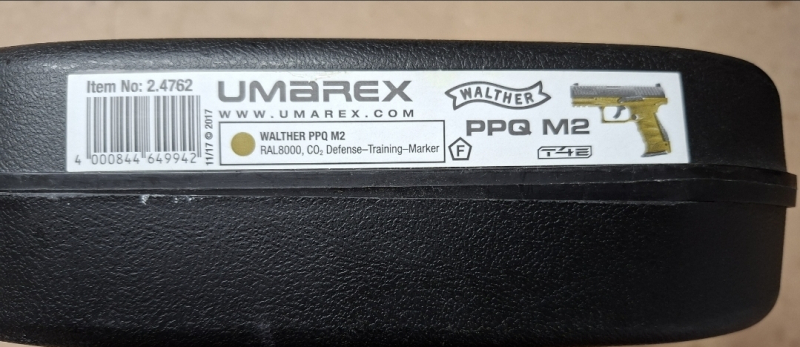 Item No: 2.4762
4 000844 649942
11/17 © 2017
UMAREX
WWW.UMAREX.COM
WALTHER PPQ M2
RAL8000, CO₂ Defense–Training–Marker
F
WALTHER
PPQ M2
T4E